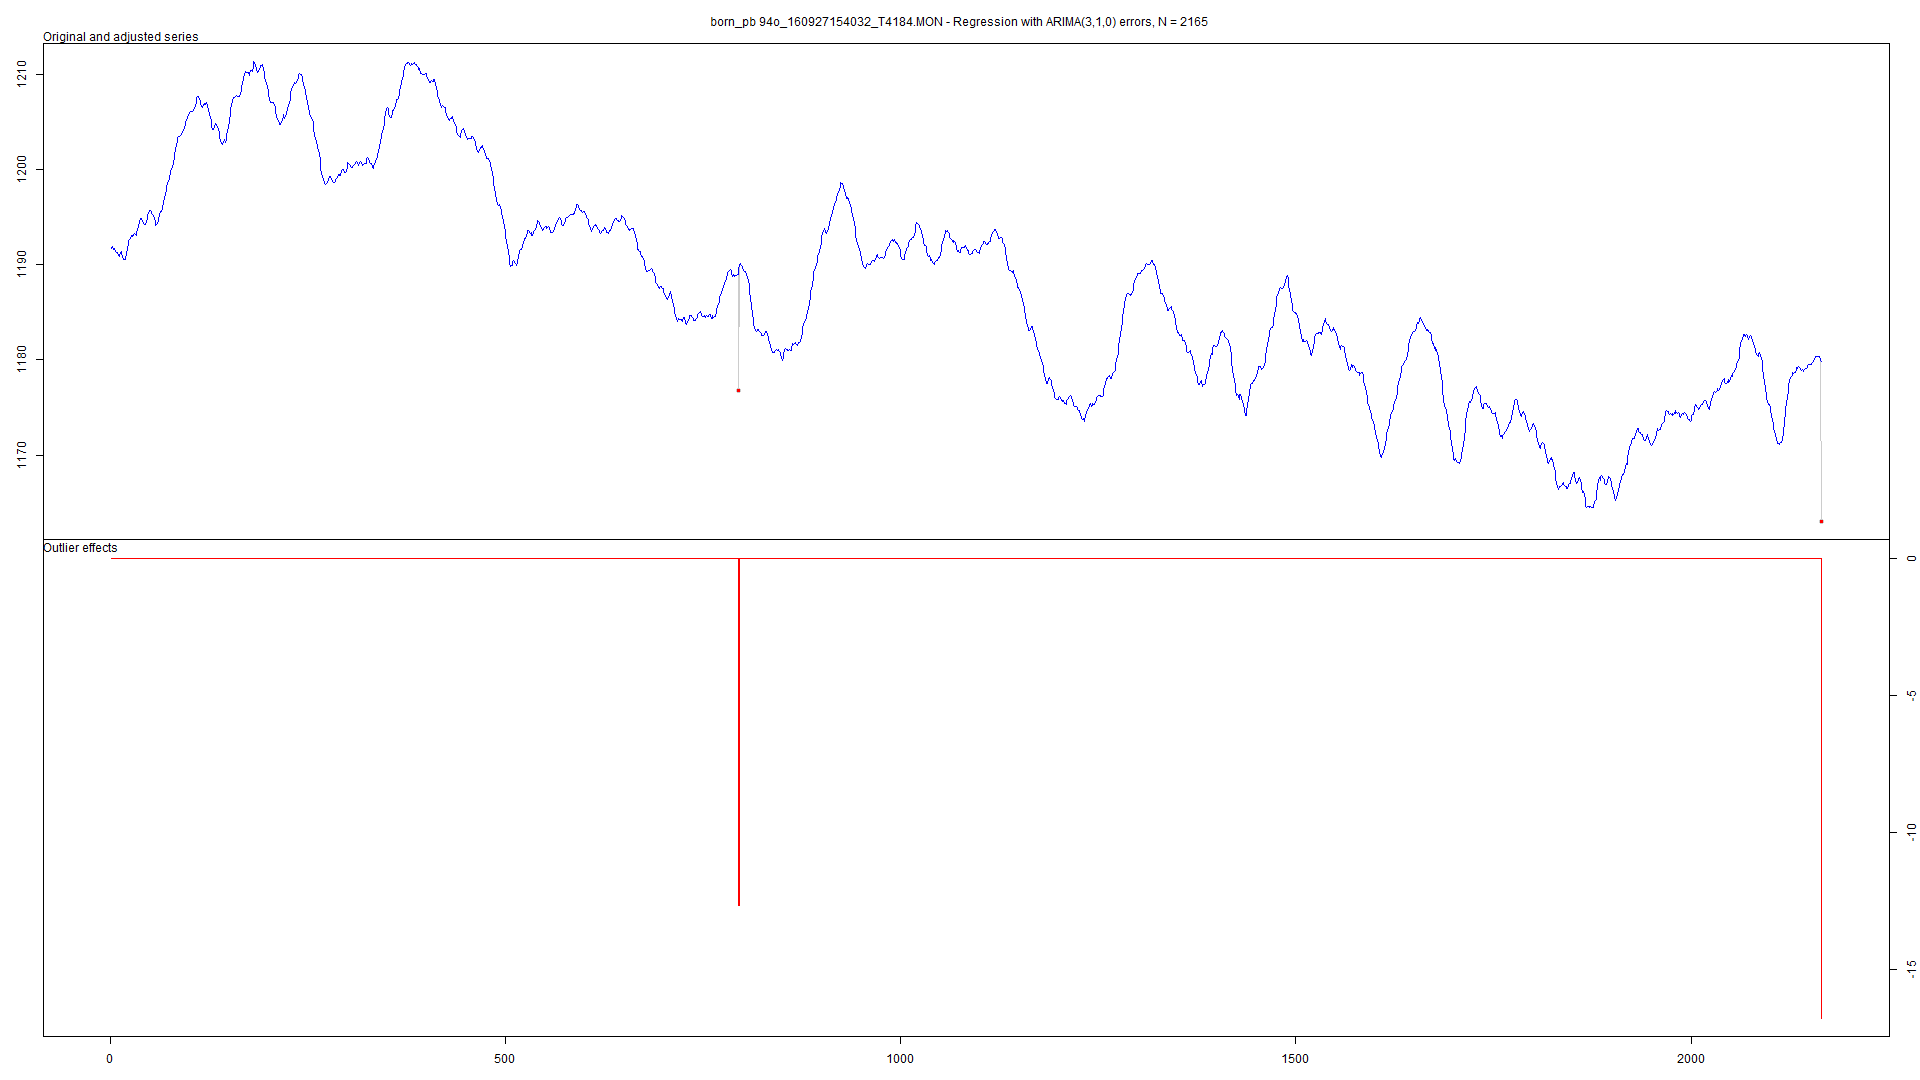 born_pb 94o_160927154032_T4184.MON - Regression with ARIMA(3,1,0) errors, N = 2165
Original and adjusted series
1210
1200
1190
1180
1170
Outlier effects
0
-5
-10
-15
0 500 1000 1500 2000